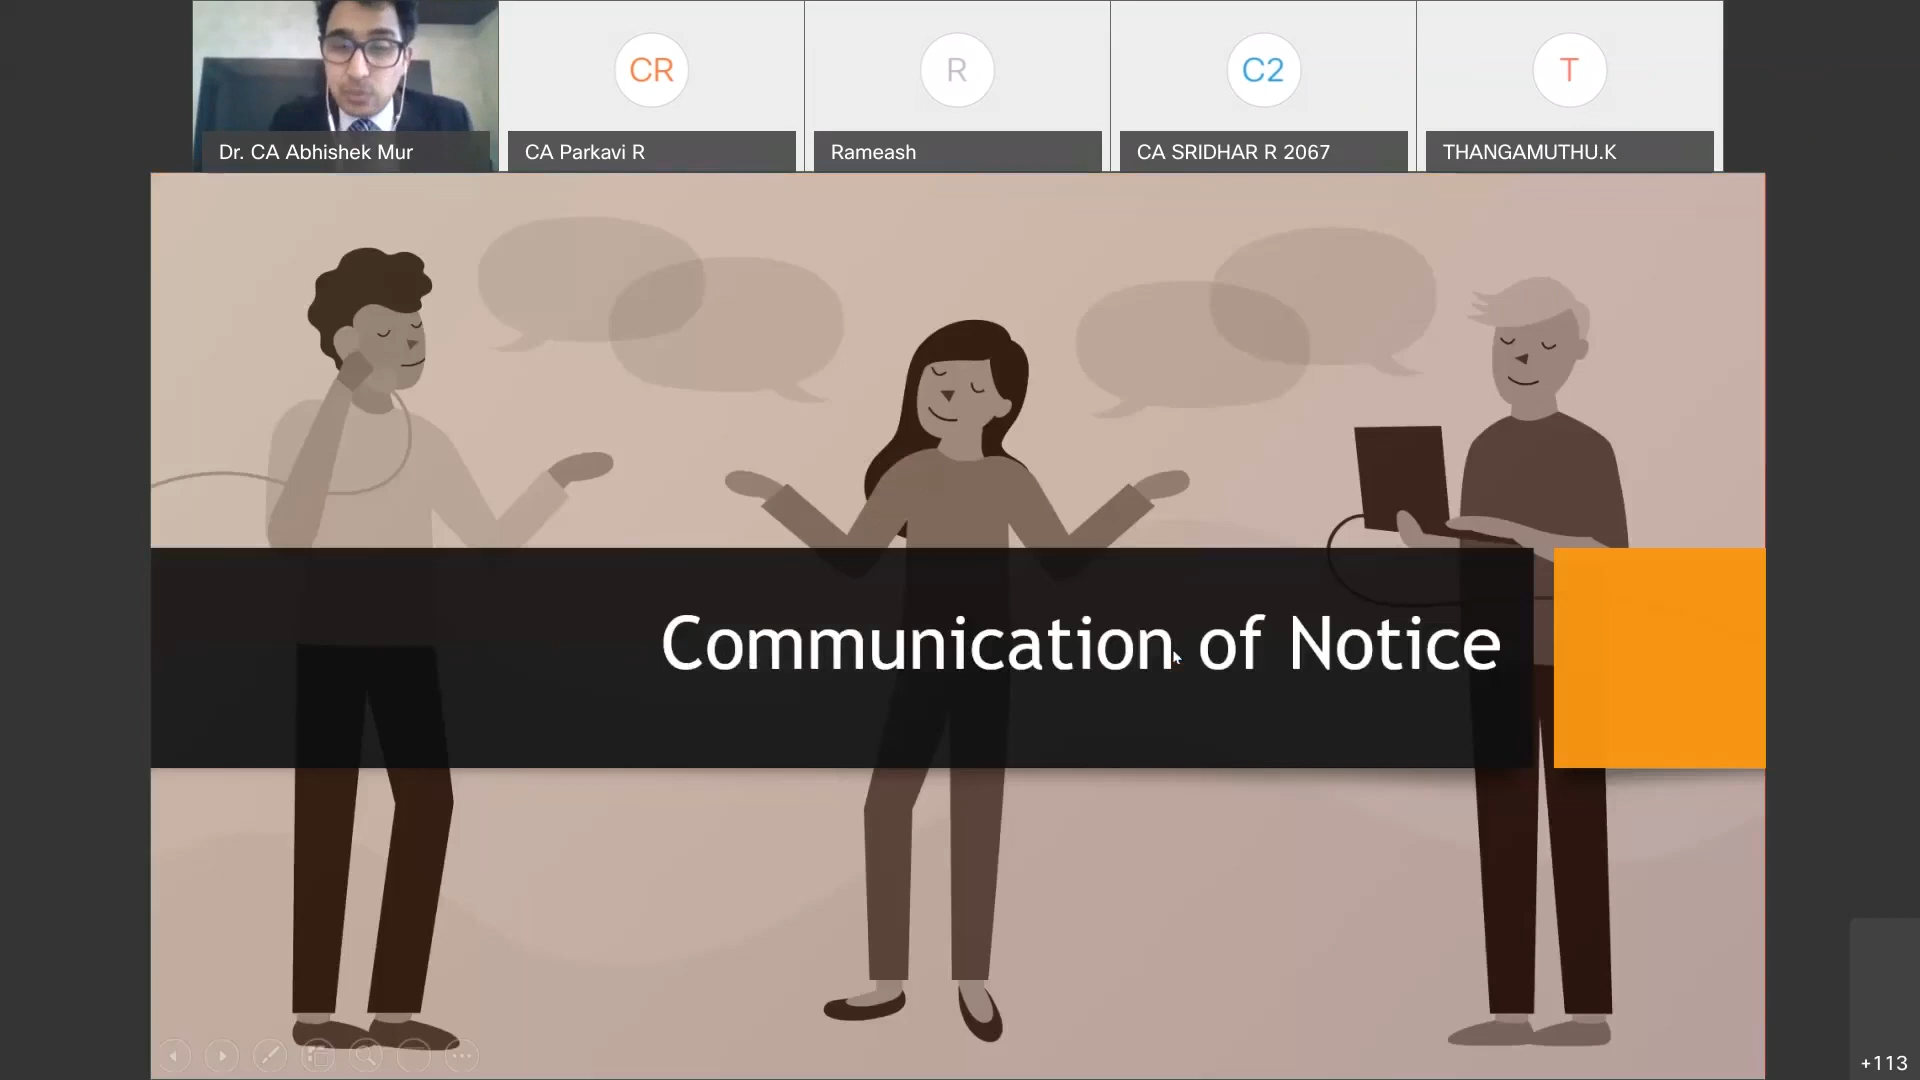 CR
R
C2
T
Dr. CA Abhishek Mur
CA Parkavi R
Rameash
CA SRIDHAR R 2067
THANGAMUTHU.K
Communication of Notice
+113